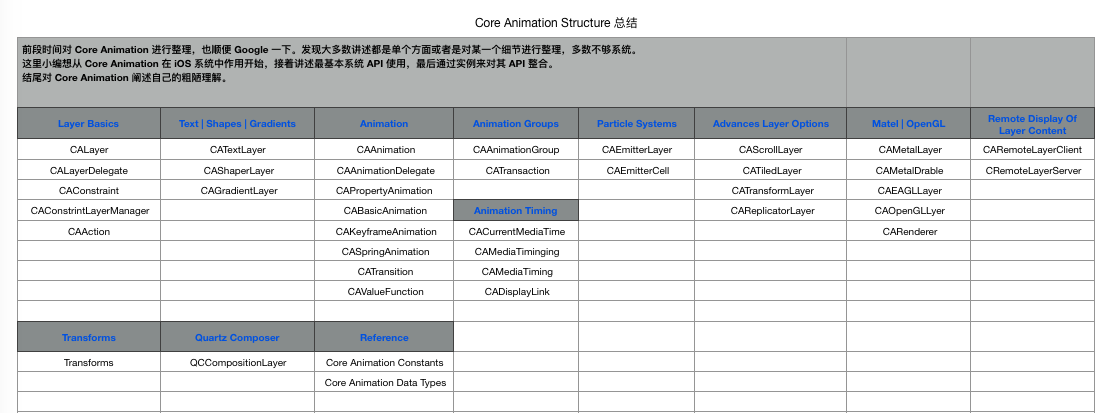 Core Animation Structure 总结
前段时间对 Core Animation 进行整理，也顺便 Google 一下。发现大多数讲述都是单个方面或者是对某一个细节进行整理，多数不够系统。
这里小编想从 Core Animation 在 iOS 系统中作用开始，接着讲述最基本系统 API 使用，最后通过实例来对其 API 整合。
结尾对 Core Animation 阐述自己的粗陋理解。
Layer Basics Text | Shapes | Gradients Animation Animation Groups Particle Systems Advances Layer Options Matel | OpenGL Remote Display Of
Layer Content
CALayer CATextLayer CAAnimation CAAnimationGroup CAEmitterLayer CAScrollLayer CAMetalLayer CARemoteLayerClient
CALayerDelegate CAShaperLayer CAAnimationDelegate CATransaction CAEmitterCell CATiledLayer CAMetalDrable CRemoteLayerServer
CAConstraint CAGradientLayer CAPropertyAnimation CATransformLayer CAEAGLLayer
CAConstrintLayerManager CABasicAnimation Animation Timing CAReplicatorLayer CAOpenGLLyer
CAAction CAKeyframeAnimation CACurrentMediaTime CARenderer
CASpringAnimation CAMediaTiminging
CATransition CAMediaTiming
CAValueFunction CADisplayLink
Transforms Quartz Composer Reference
Transforms QCCompositionLayer Core Animation Constants
Core Animation Data Types